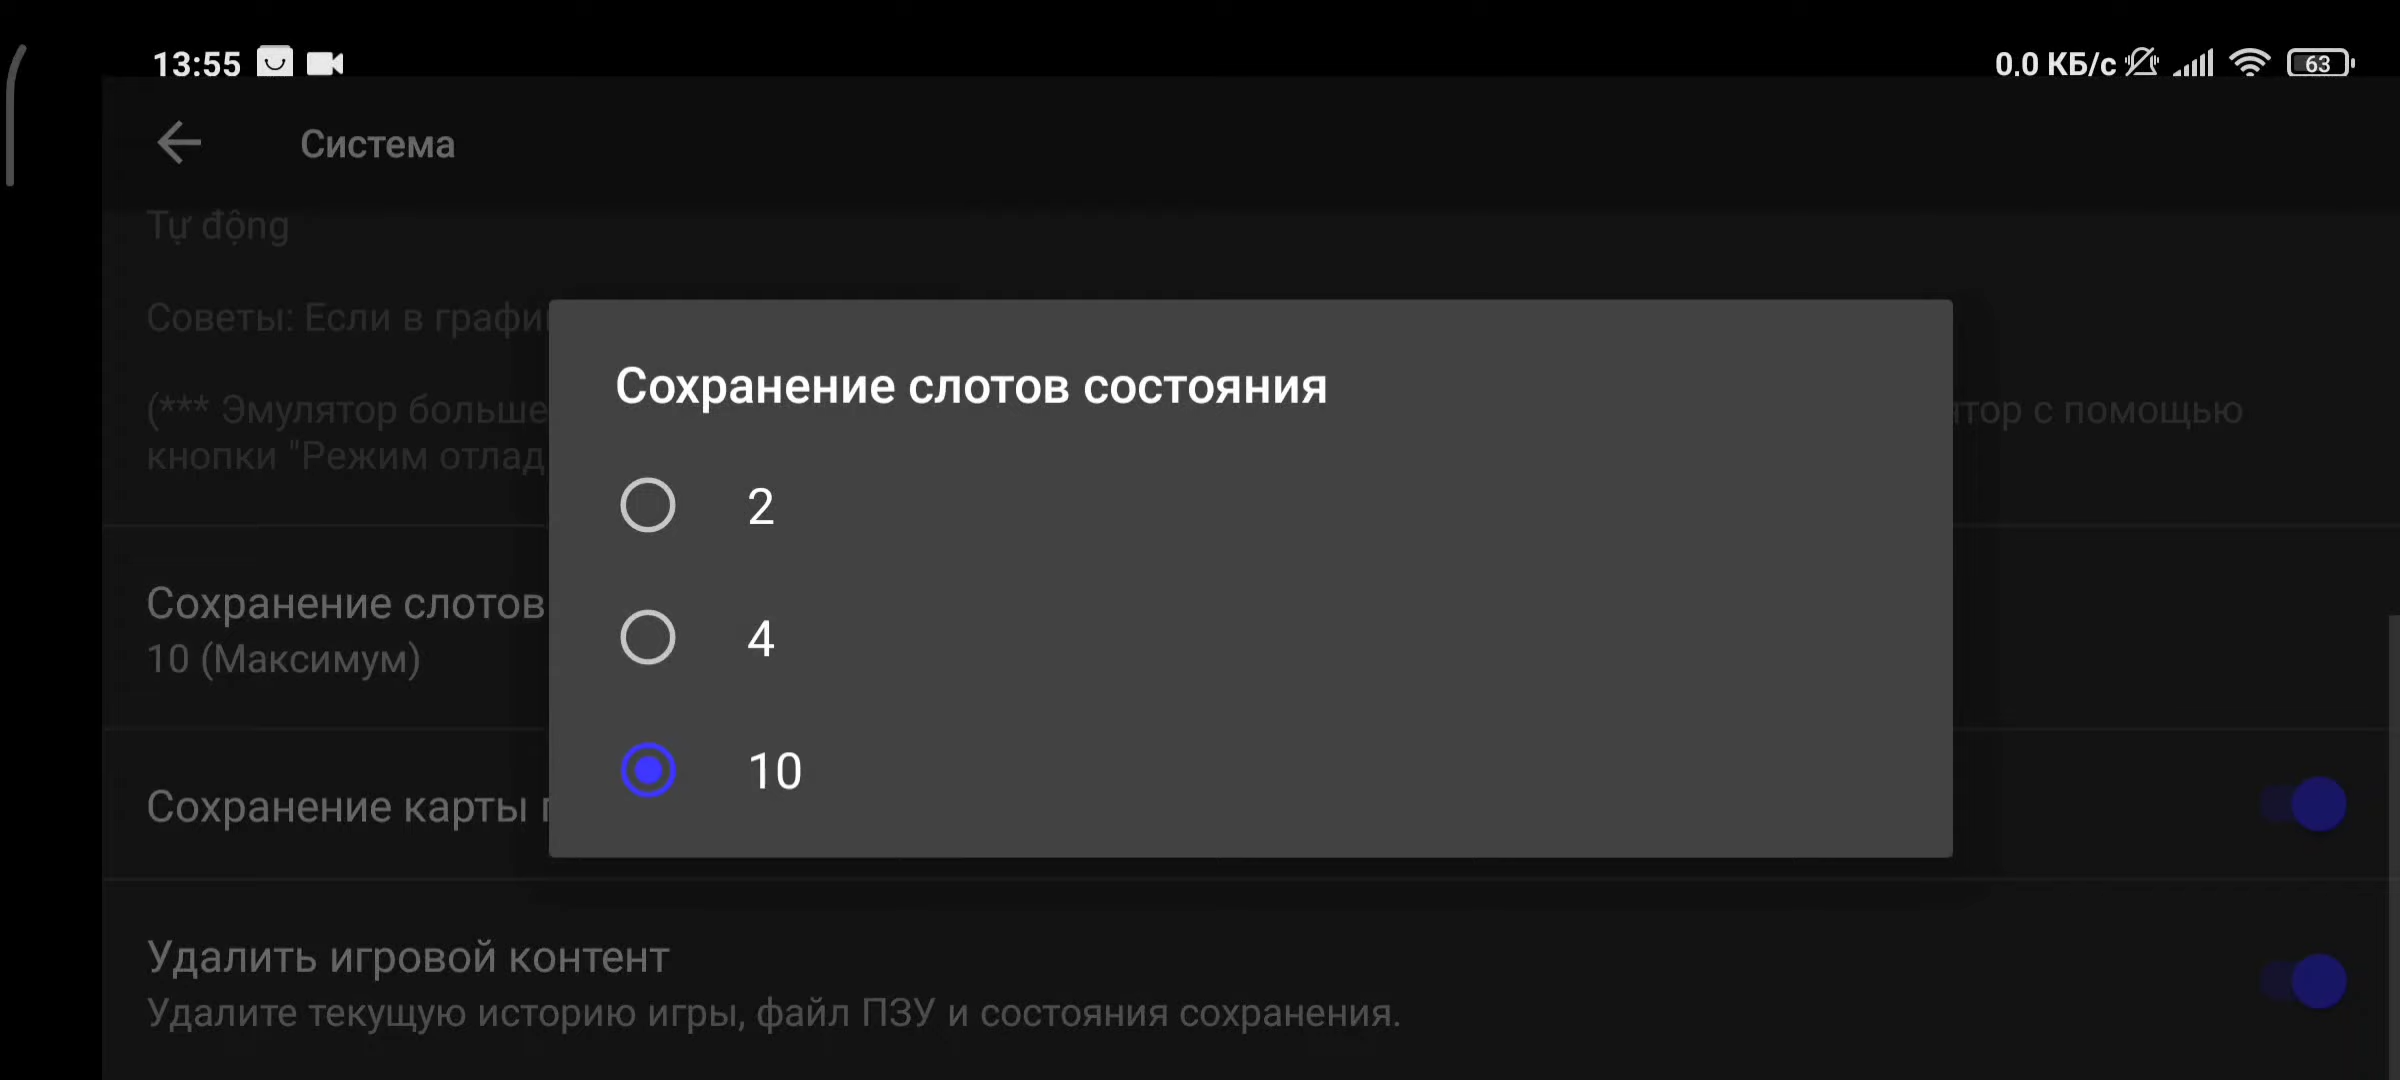 13:55
0.0 КБ/с
63
Система
Tự động
Советы: Если в графи
(*** Эмулятор больше
тор с помощью
кнопки "Режим отлад
Сохранение слотов состояния
2
4
10
Сохранение слотов
10 (Максимум)
Сохранение карты
Удалить игровой контент
Удалите текущую историю игры, файл ПЗУ и состояния сохранения.